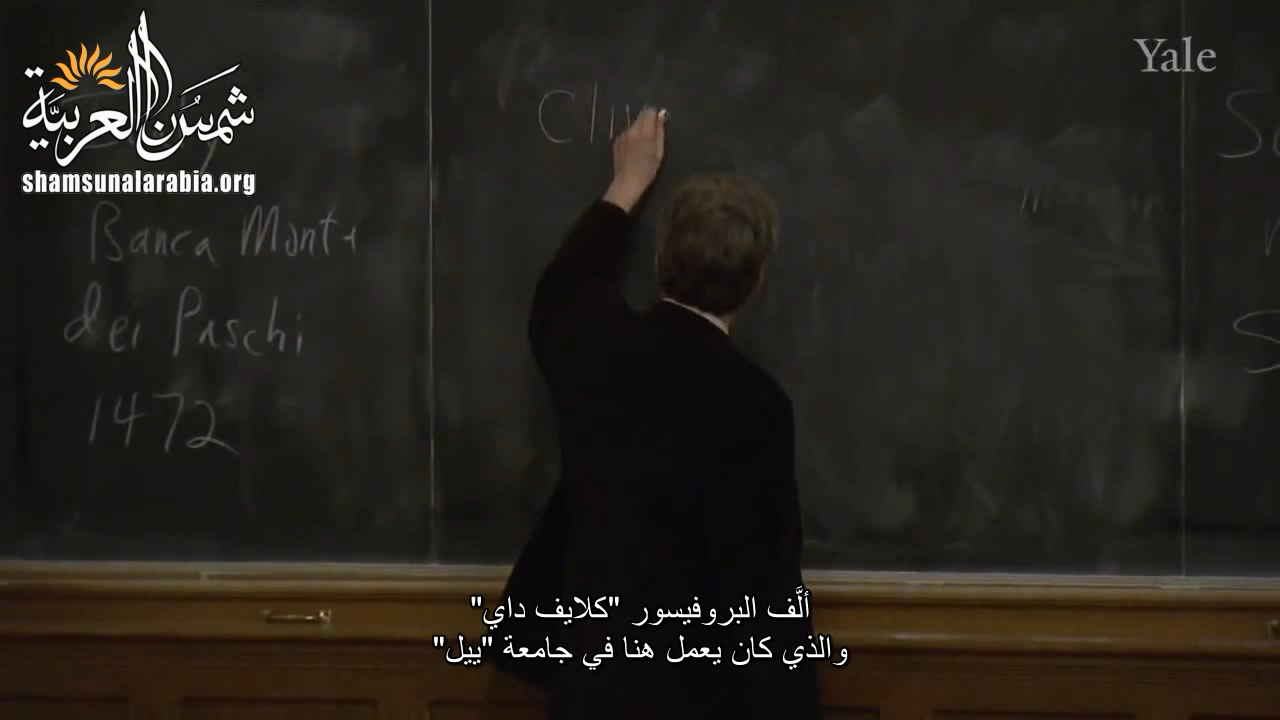 شمس العربية
shamsunalarabia.org
Yale
Banca Monte
dei Paschi
1472
Cliv
ألَّف البروفيسور "كلايف داي"
والذي كان يعمل هنا في جامعة "ييل"